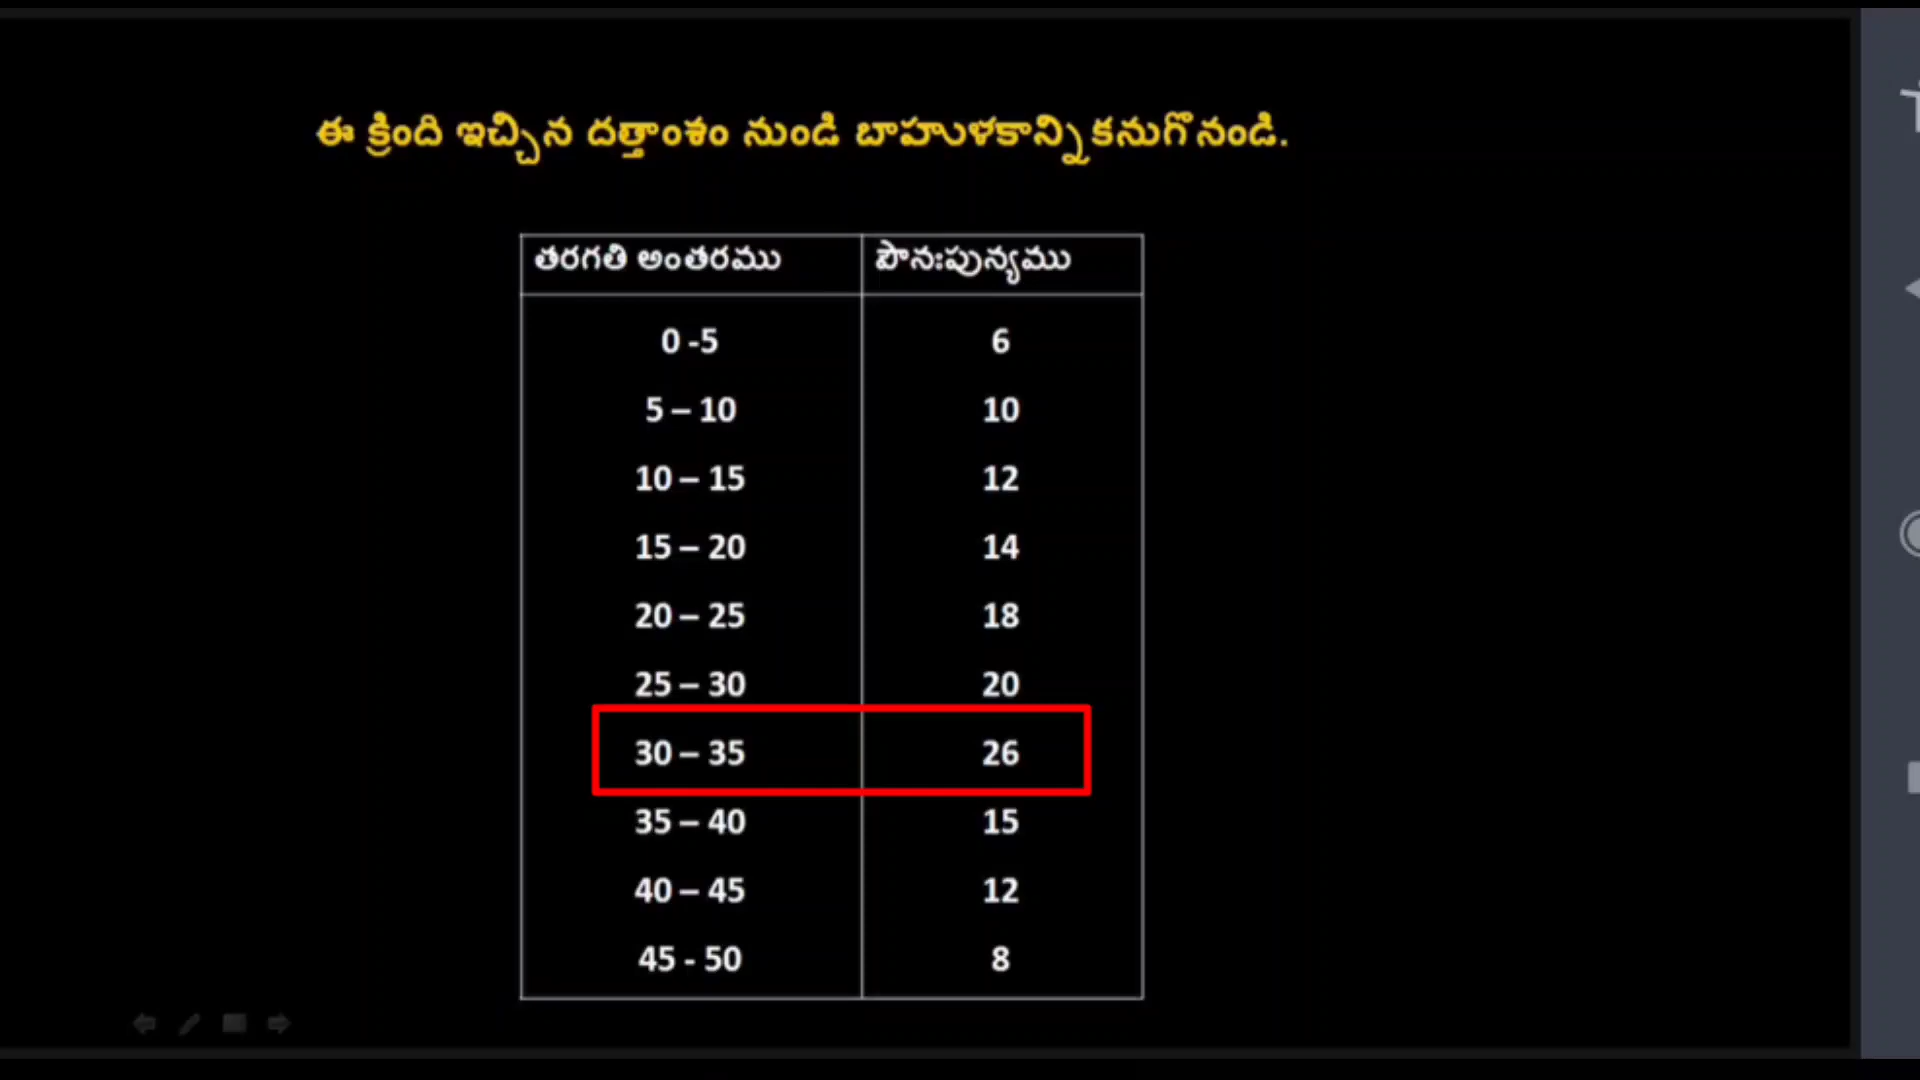 ఈ క్రింది ఇచ్చిన దత్తాంశం నుండి బాహుళకాన్ని కనుగొనండి.
తరగతి అంతరము పౌనఃపున్యము
0 -5 6
5 – 10 10
10 – 15 12
15 – 20 14
20 – 25 18
25 – 30 20
30 – 35 26
35 – 40 15
40 – 45 12
45 - 50 8